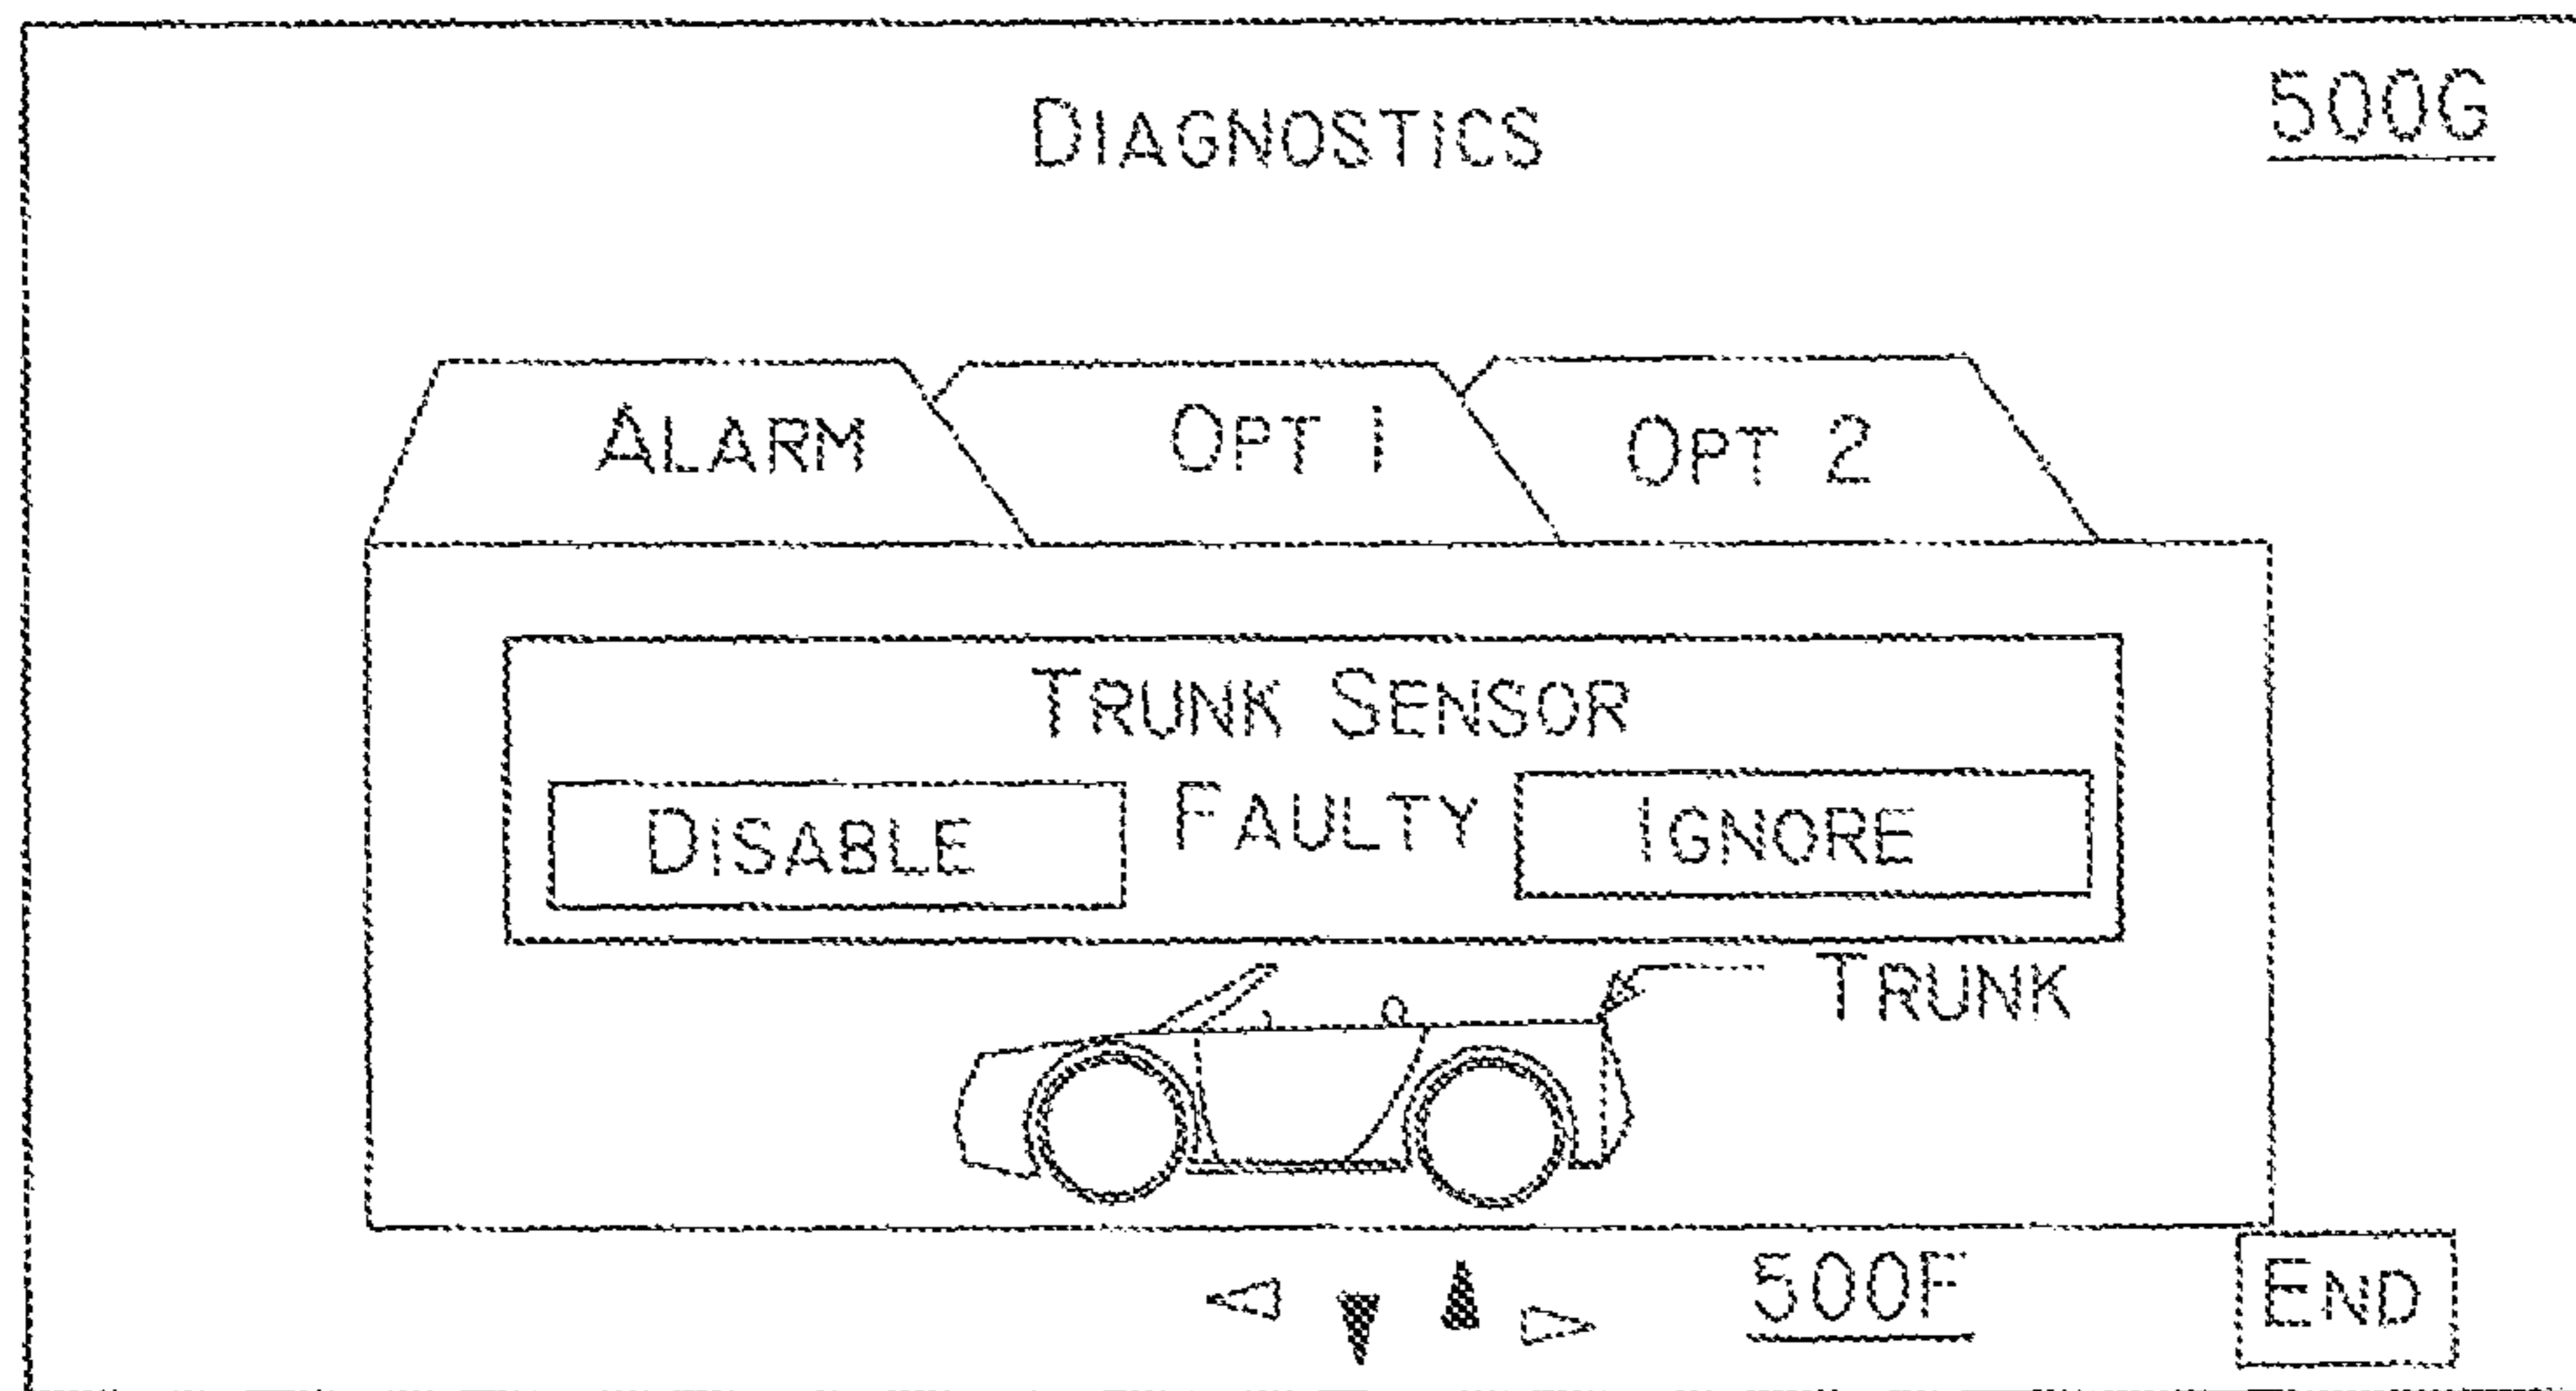 500G
DIAGNOSTICS
ALARM OPT 1 OPT 2
TRUNK SENSOR
DISABLE FAULTY IGNORE
TRUNK
500F END